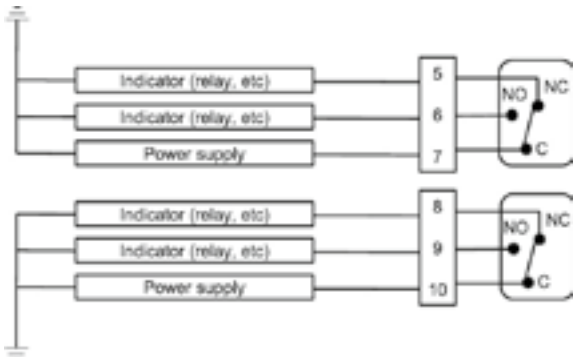 Indicator (relay, etc) 5 NC
NO
Indicator (relay, etc) 6
Power supply 7 C
Indicator (relay, etc) 8 NC
NO
Indicator (relay, etc) 9
Power supply 10 C